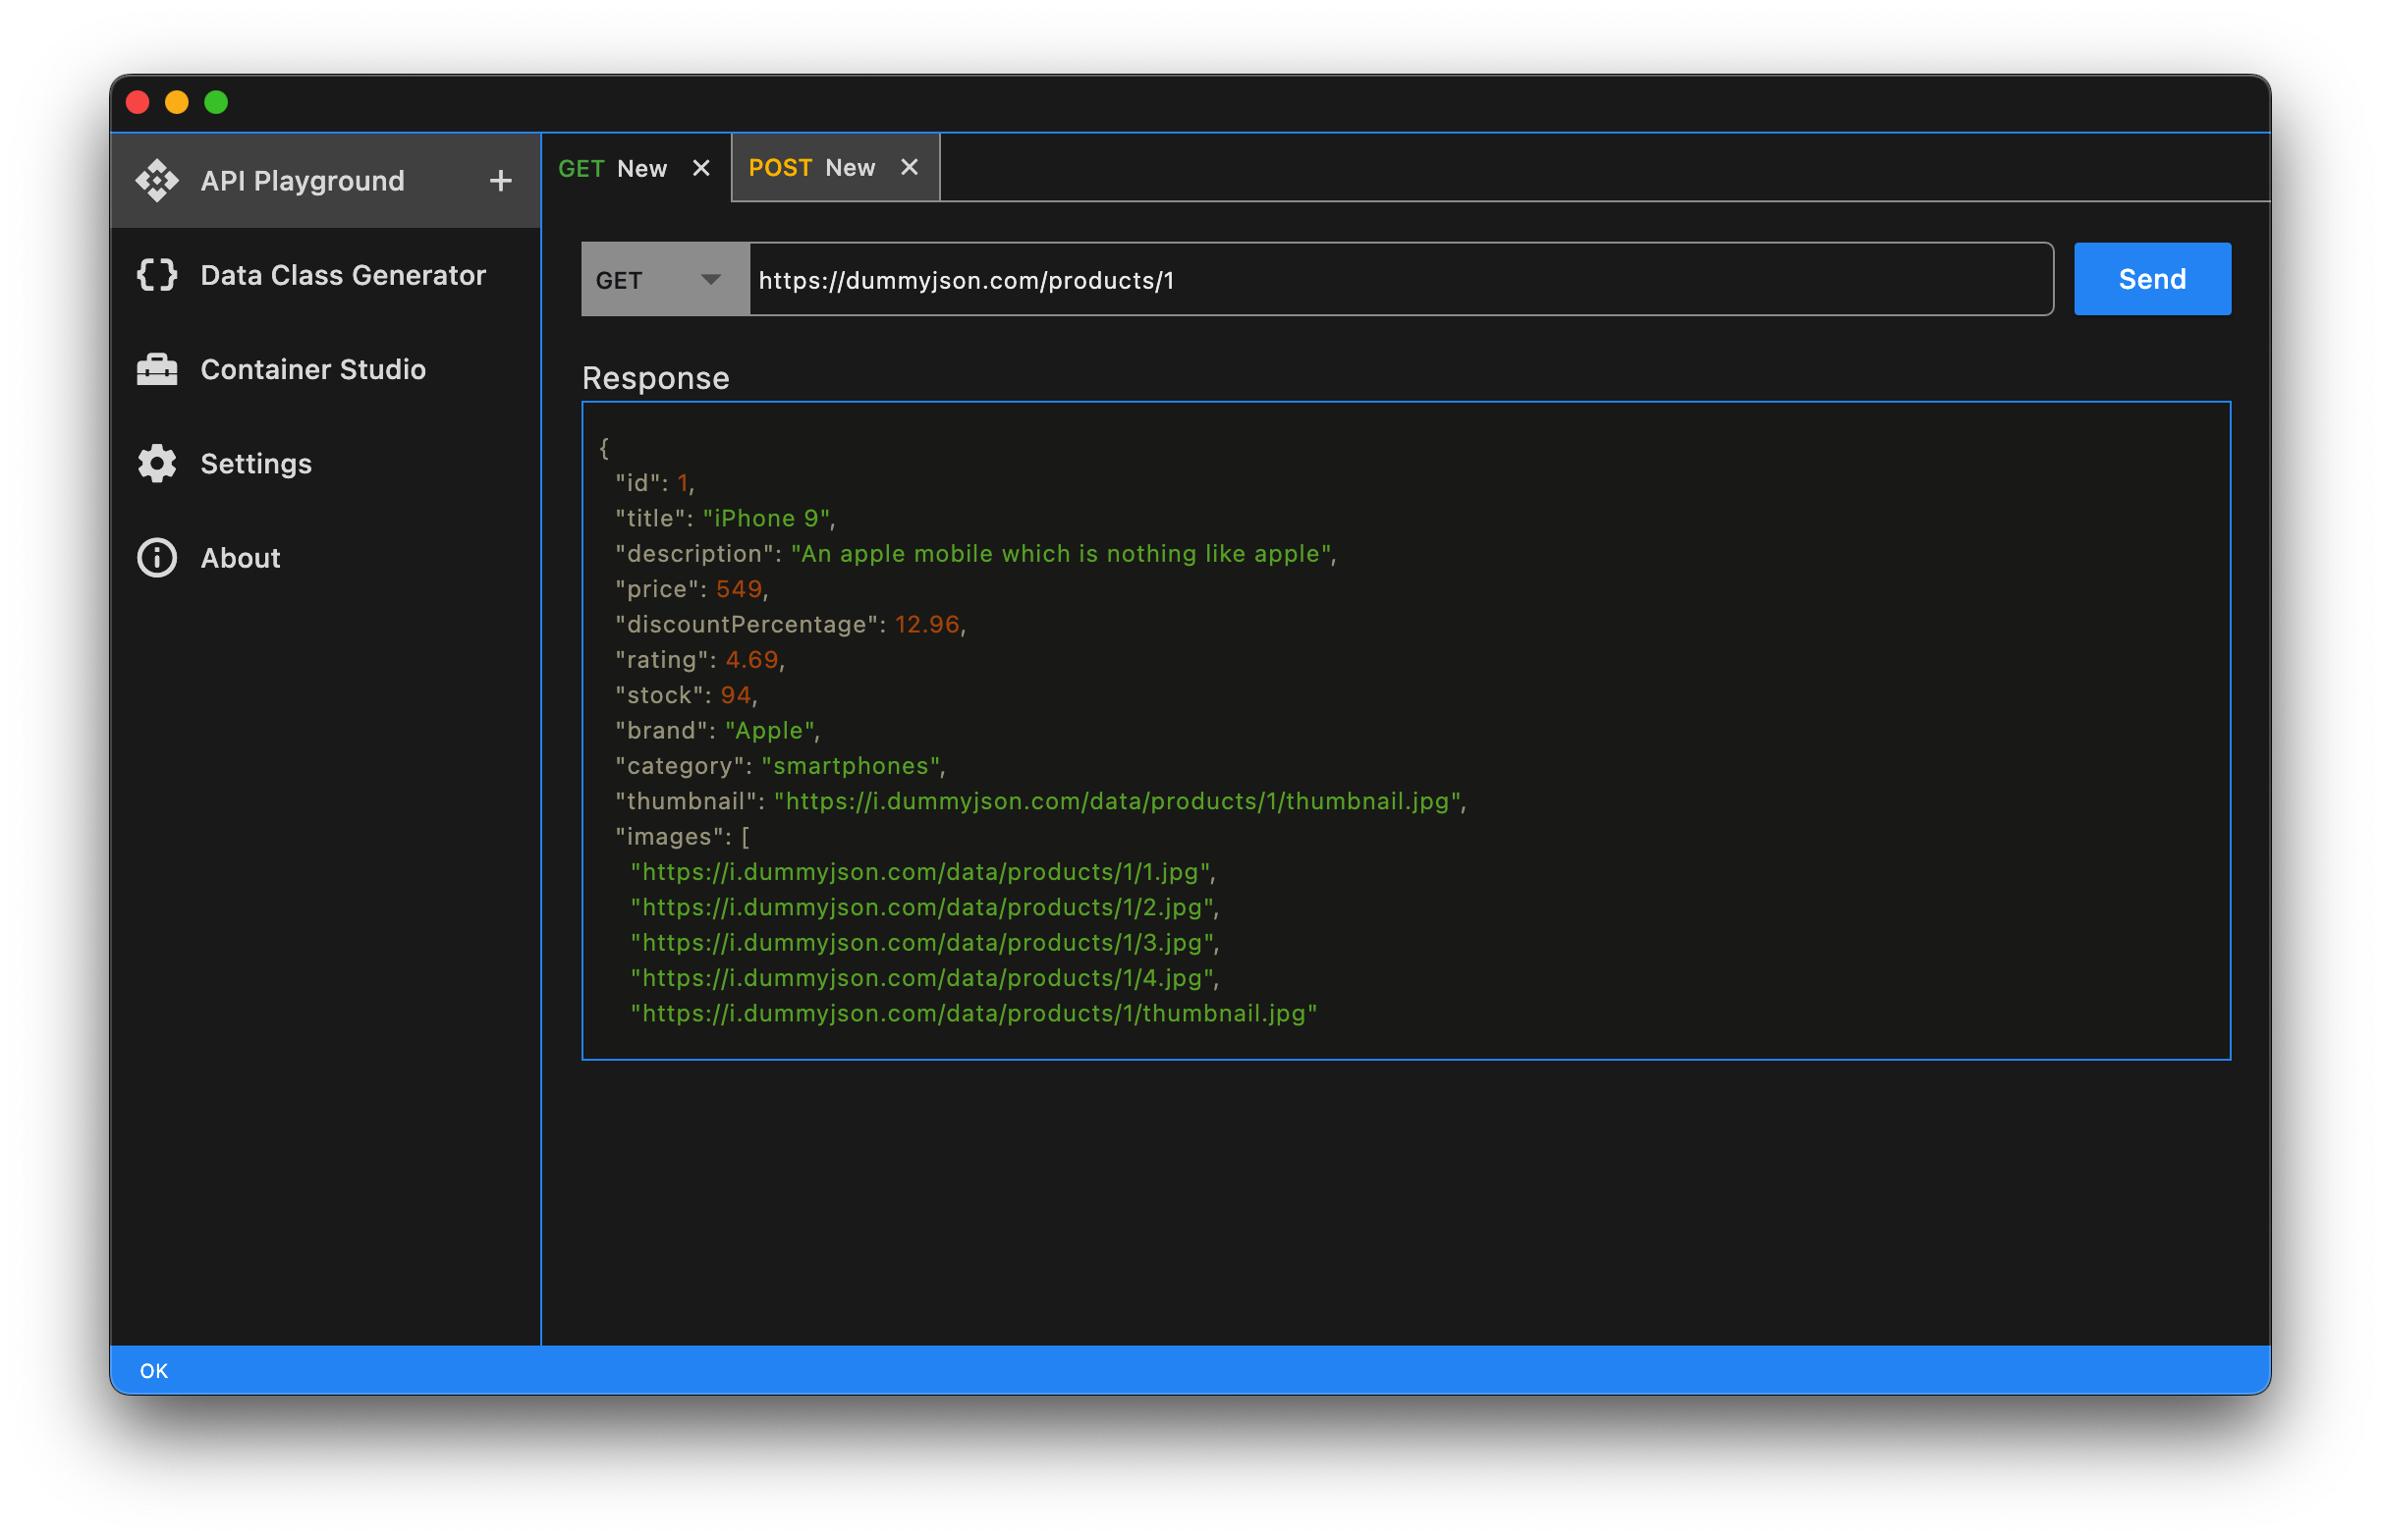 API Playground +
Data Class Generator
Container Studio
Settings
About
GET New
POST New
GET
https://dummyjson.com/products/1
Send
Response
{
"id": 1,
"title": "iPhone 9",
"description": "An apple mobile which is nothing like apple",
"price": 549,
"discountPercentage": 12.96,
"rating": 4.69,
"stock": 94,
"brand": "Apple",
"category": "smartphones",
"thumbnail": "https://i.dummyjson.com/data/products/1/thumbnail.jpg",
"images": [
"https://i.dummyjson.com/data/products/1/1.jpg",
"https://i.dummyjson.com/data/products/1/2.jpg",
"https://i.dummyjson.com/data/products/1/3.jpg",
"https://i.dummyjson.com/data/products/1/4.jpg",
"https://i.dummyjson.com/data/products/1/thumbnail.jpg"
OK